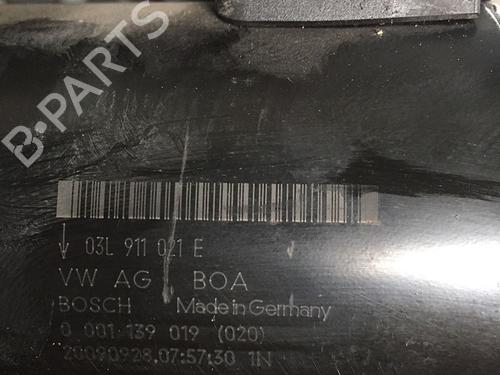 B-PARTS
03L 911 021 E
VW AG BOA
BOSCH Made in Germany
0 001 139 019 (020)
20090928.07:57:30 1N